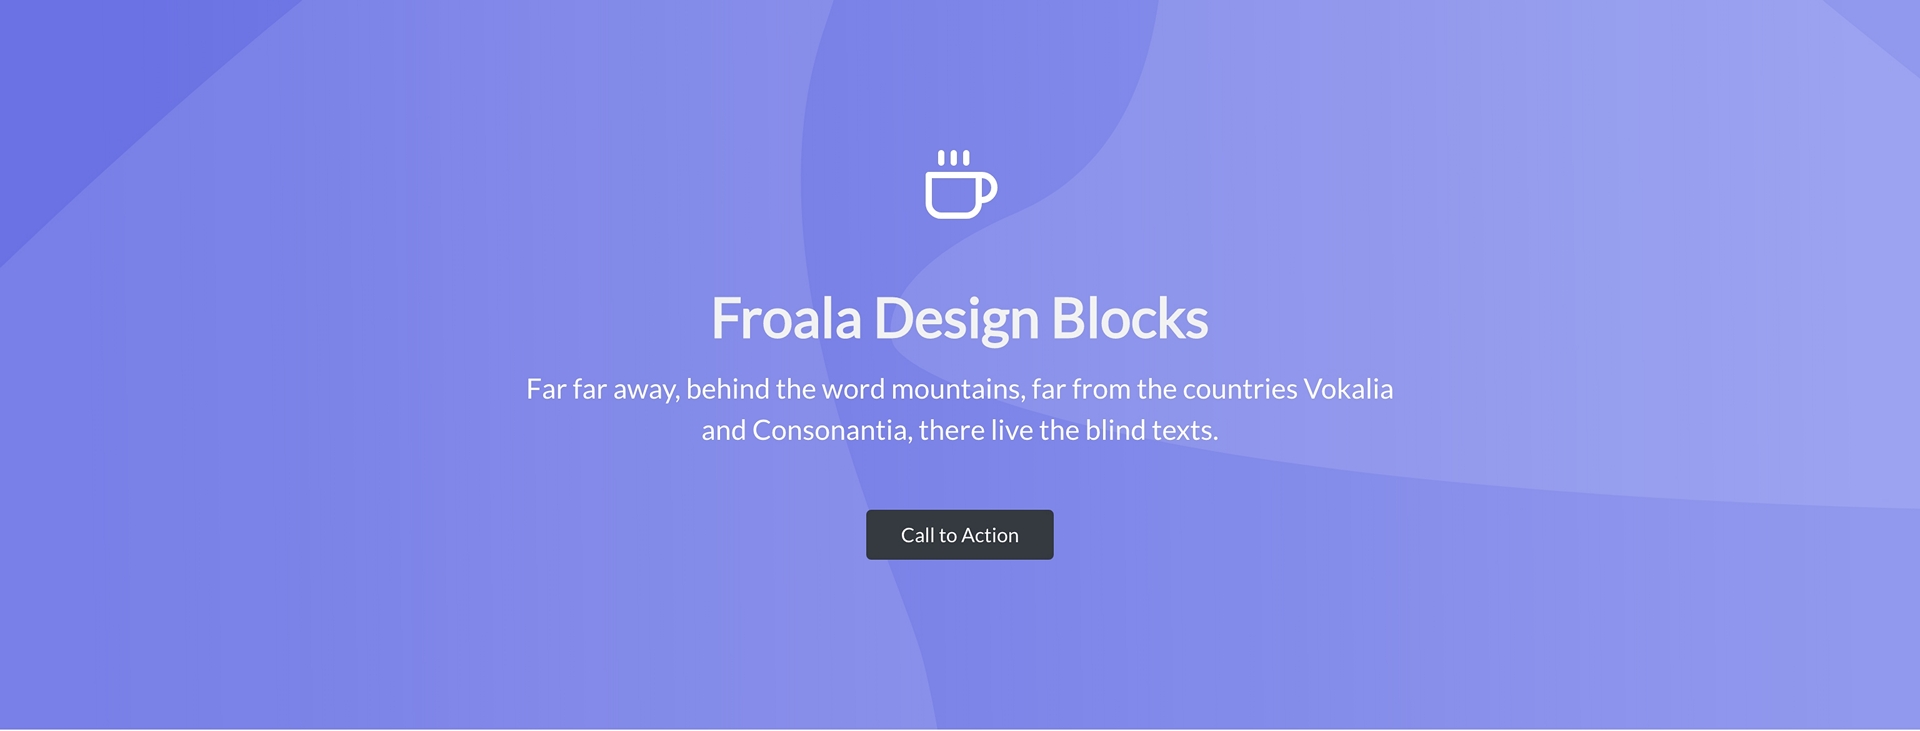 Froala Design Blocks
Far far away, behind the word mountains, far from the countries Vokalia
and Consonantia, there live the blind texts.
Call to Action